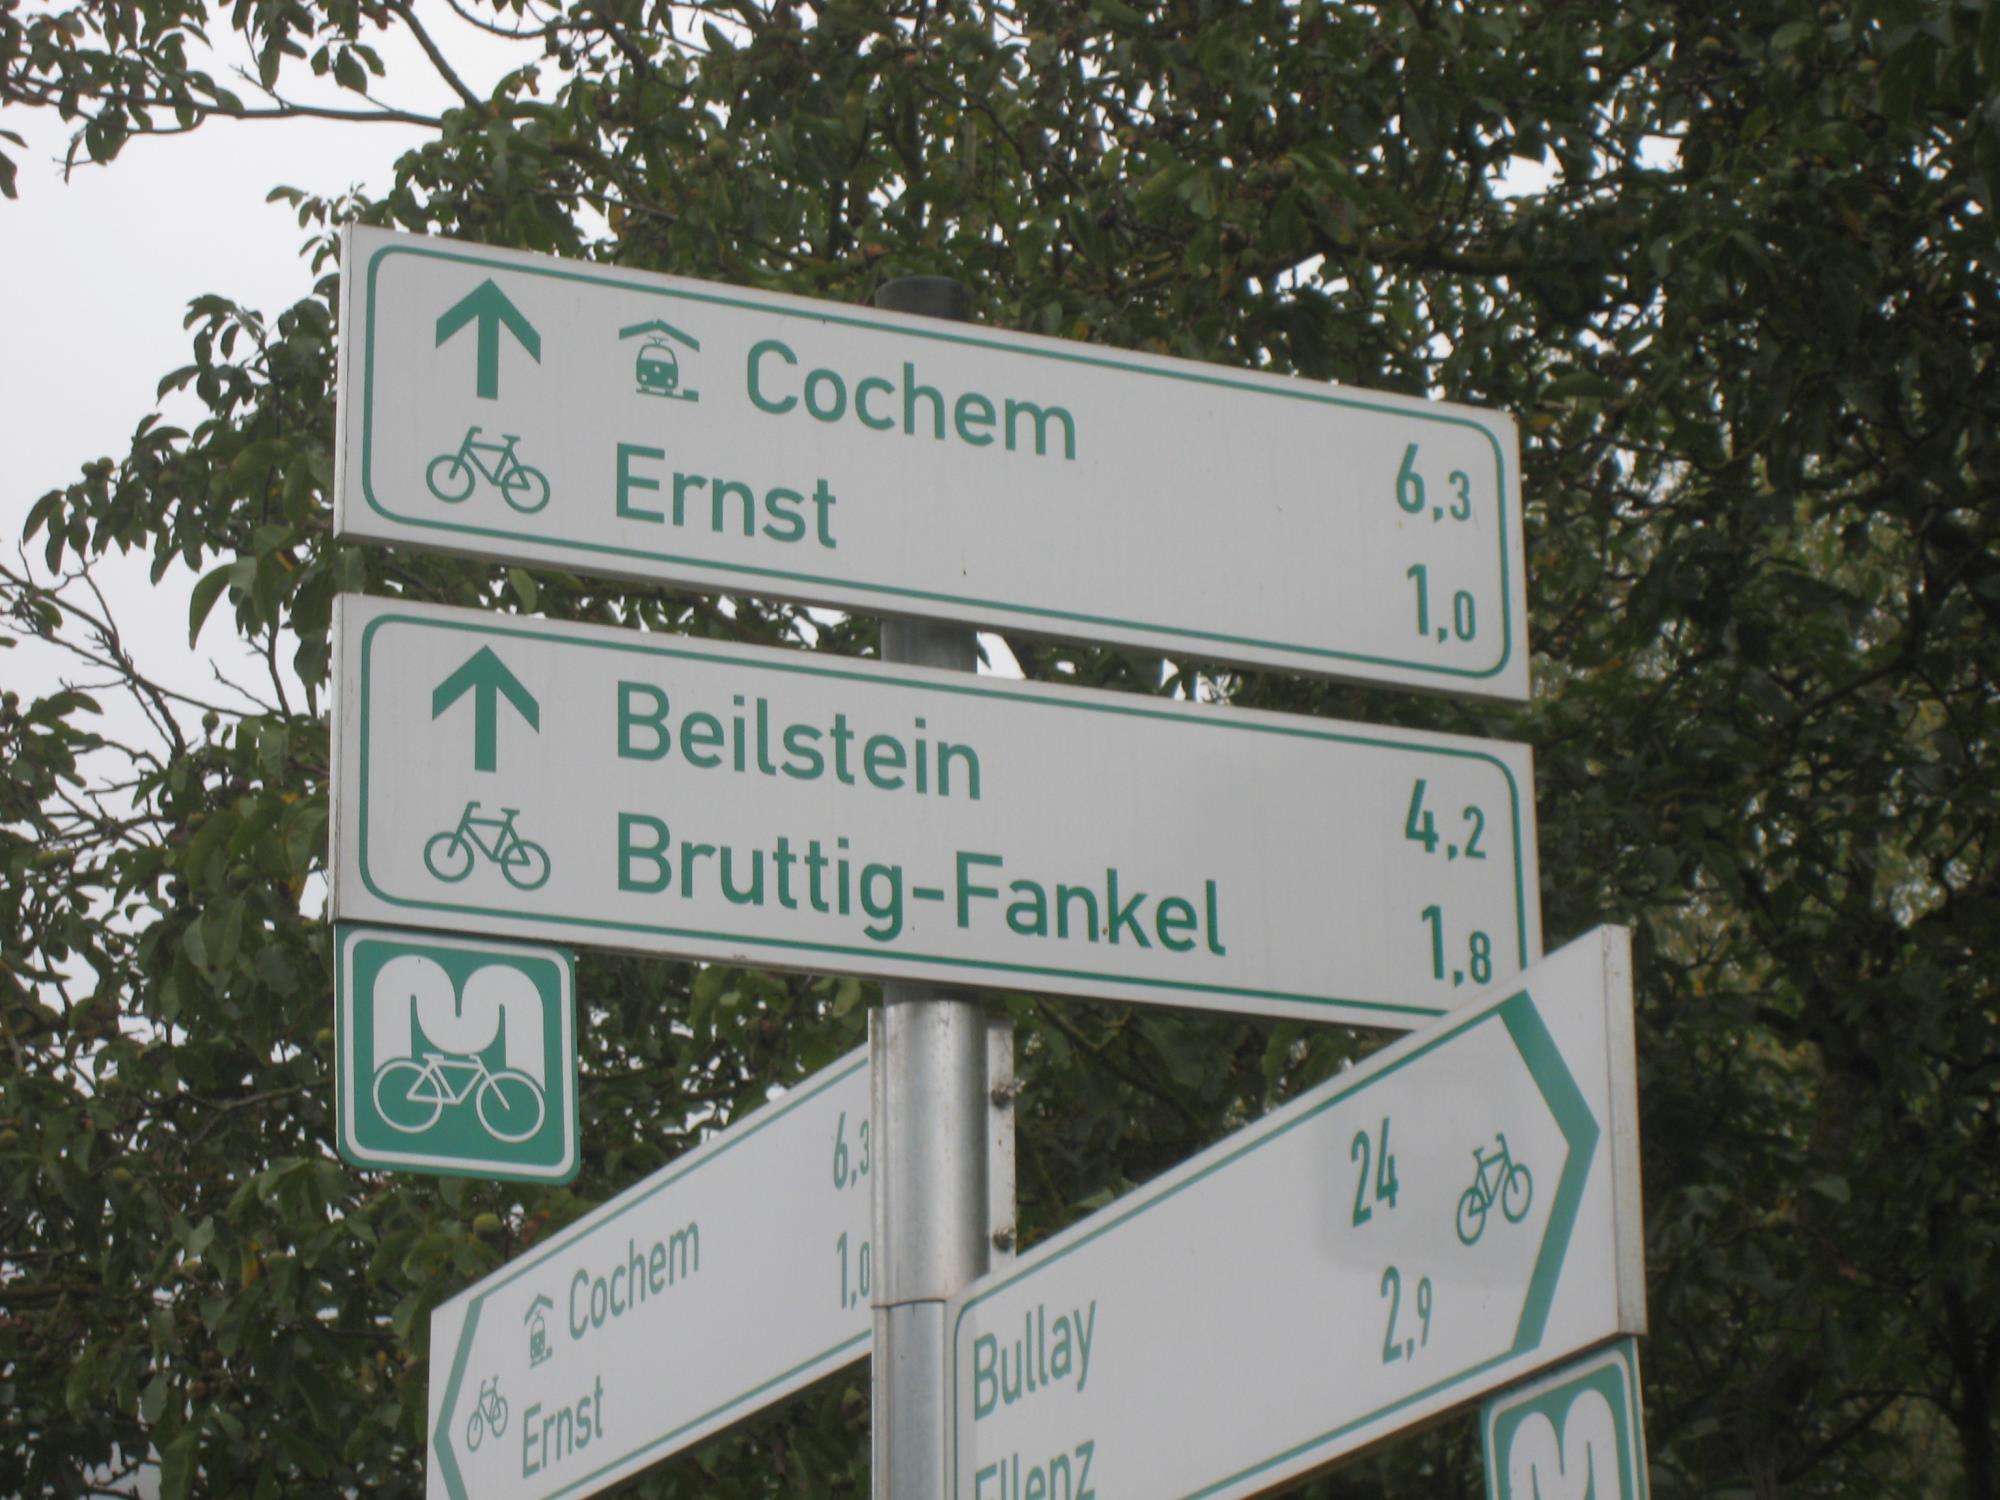 Cochem 6,3
Ernst 1,0
Beilstein 4,2
Bruttig-Fankel 1,8
M
Cochem 6,3
Ernst 1,0
Bullay 24
Ellenz 2,9
M